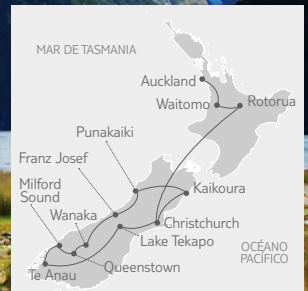 MAR DE TASMANIA
Auckland
Waitomo
Rotorua
Punakaiki
Franz Josef
Milford
Sound
Wanaka
Kaikoura
Christchurch
Lake Tekapo
OCÉANO
PACÍFICO
Te Anau
Queenstown